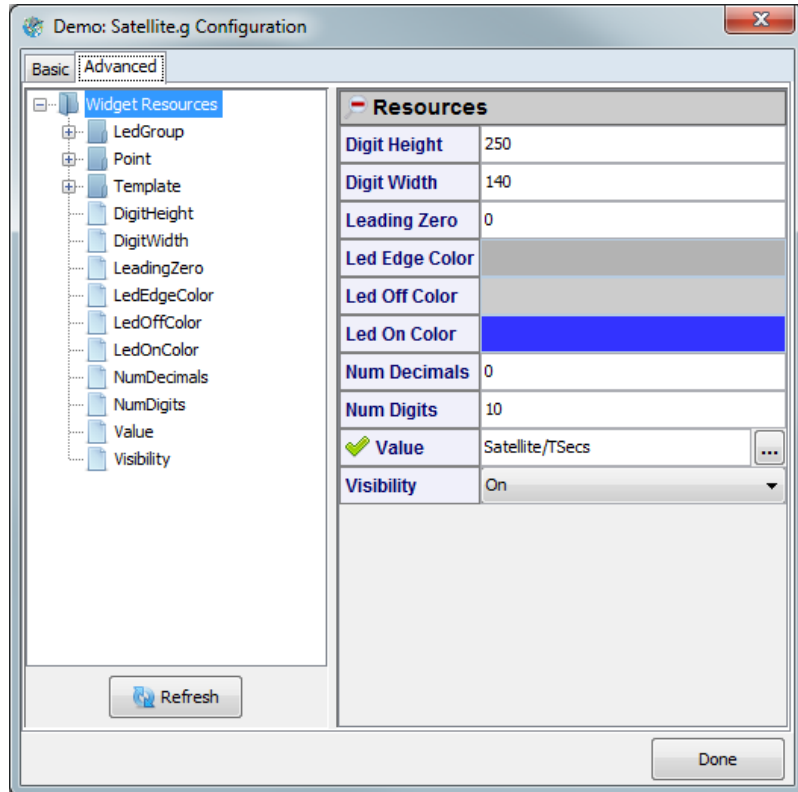 Demo: Satellite.g Configuration
Basic Advanced
Widget Resources
LedGroup
Point
Template
DigitHeight
DigitWidth
LeadingZero
LedEdgeColor
LedOffColor
LedOnColor
NumDecimals
NumDigits
Value
Visibility
Refresh
Resources
Digit Height 250
Digit Width 140
Leading Zero 0
Led Edge Color
Led Off Color
Led On Color
Num Decimals 0
Num Digits 10
Value Satellite/TSecs ...
Visibility On
Done